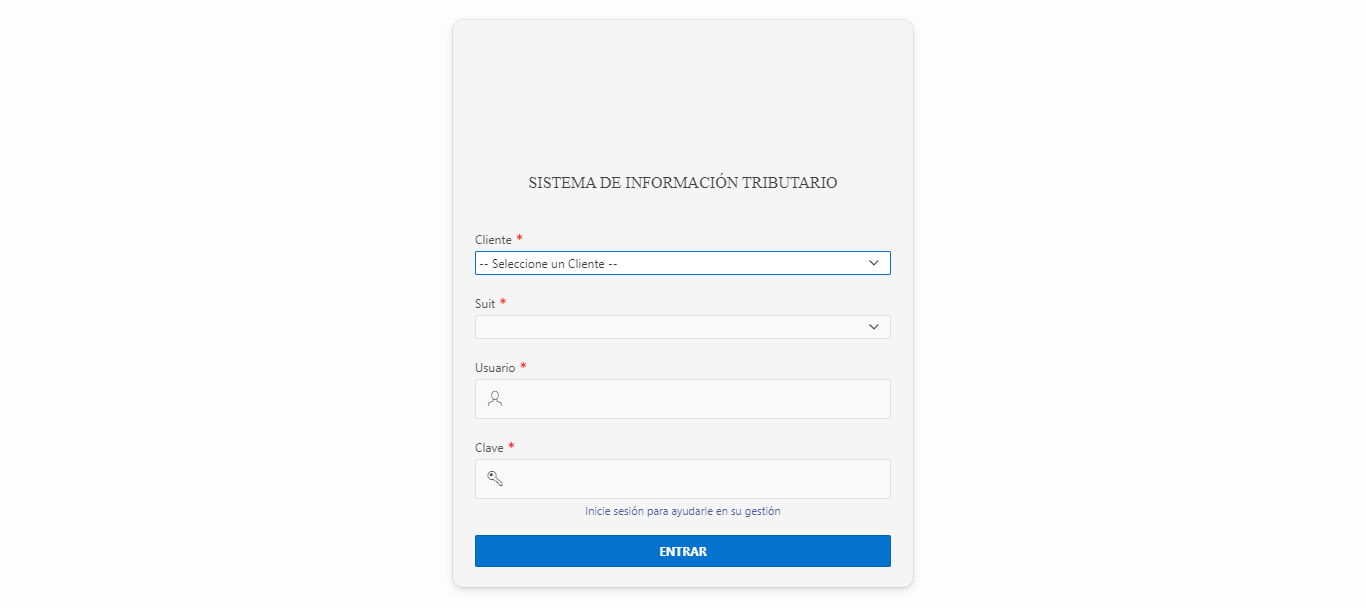 SISTEMA DE INFORMACIÓN TRIBUTARIO
Cliente *
-- Seleccione un Cliente --
Suit *
Usuario *
Clave *
Inicie sesión para ayudarle en su gestión
ENTRAR